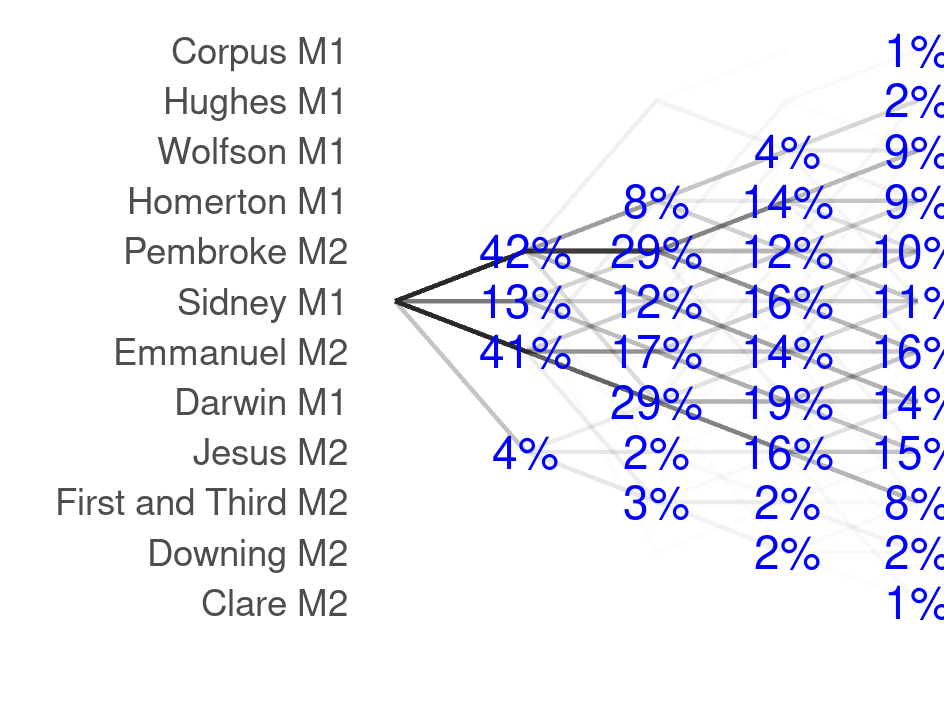 Corpus M1 1%
Hughes M1 2%
Wolfson M1 4% 9%
Homerton M1 8% 14% 9%
Pembroke M2 42% 29% 12% 10%
Sidney M1 13% 12% 16% 11%
Emmanuel M2 41% 17% 14% 16%
Darwin M1 29% 19% 14%
Jesus M2 4% 2% 16% 15%
First and Third M2 3% 2% 8%
Downing M2 2% 2%
Clare M2 1%